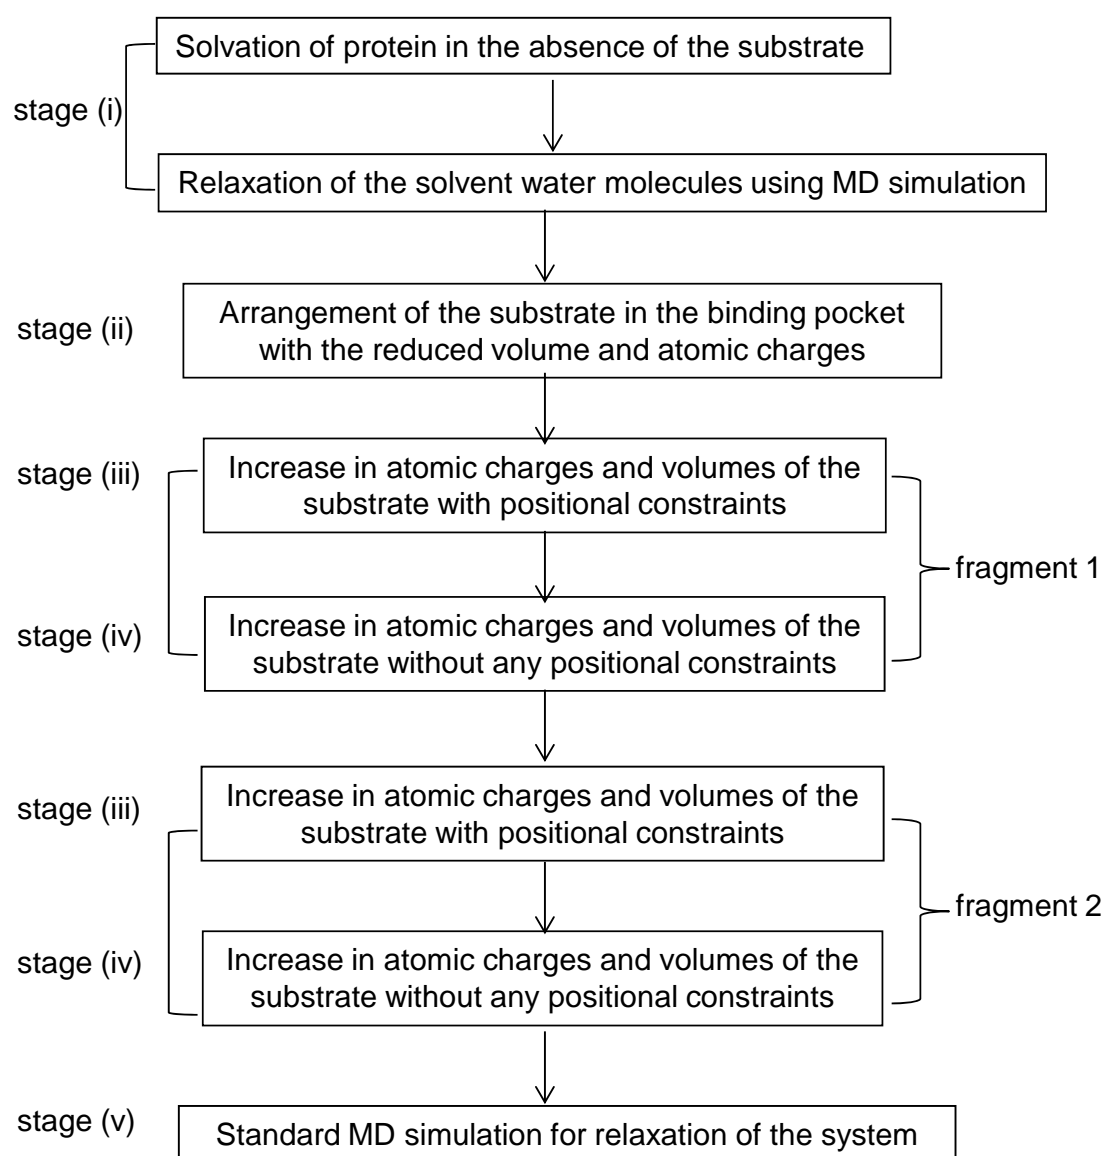 Solvation of protein in the absence of the substrate
stage (i)
Relaxation of the solvent water molecules using MD simulation
stage (ii)
Arrangement of the substrate in the binding pocket
with the reduced volume and atomic charges
stage (iii)
Increase in atomic charges and volumes of the
substrate with positional constraints
fragment 1
stage (iv)
Increase in atomic charges and volumes of the
substrate without any positional constraints
stage (iii)
Increase in atomic charges and volumes of the
substrate with positional constraints
fragment 2
stage (iv)
Increase in atomic charges and volumes of the
substrate without any positional constraints
stage (v)
Standard MD simulation for relaxation of the system